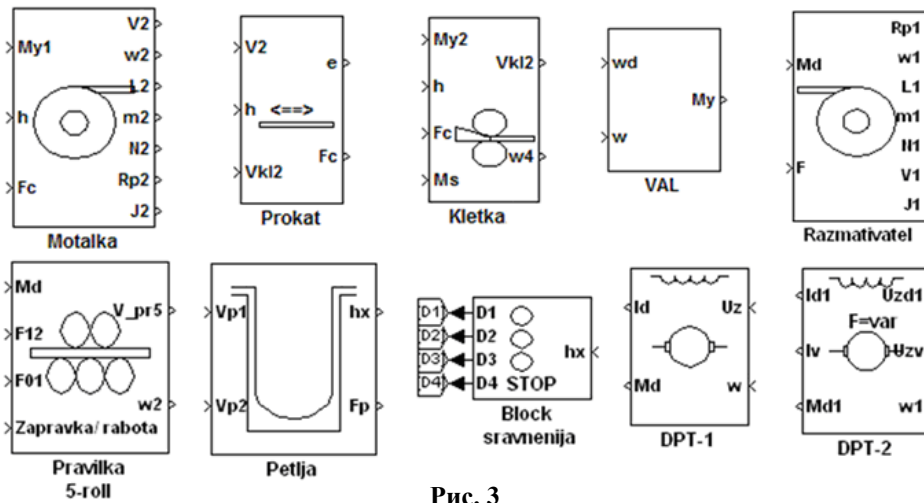 My1
h
Fc
V2
w2
L2
m2
N2
Rp2
J2
Motalka
V2
h <==>
Vkl2
e
Fc
Prokat
My2
h
Fc
Ms
Vkl2
w4
Kletka
wd
w
My
VAL
Md
F
Rp1
w1
L1
m1
N1
V1
J1
Razmativatel
Md
F12
F01
Zapravka/ rabota
V_pr5
w2
Pravilka
5-roll
Vp1
Vp2
hx
Fp
Petlja
D1 D1
D2 D2
D3 D3
D4 D4
STOP
hx
Block
sravnenija
Id
Md
Uz
w
DPT-1
Id1
Iv
Md1
F=var
Uzd1
Uzv
w1
DPT-2
Рис. 3